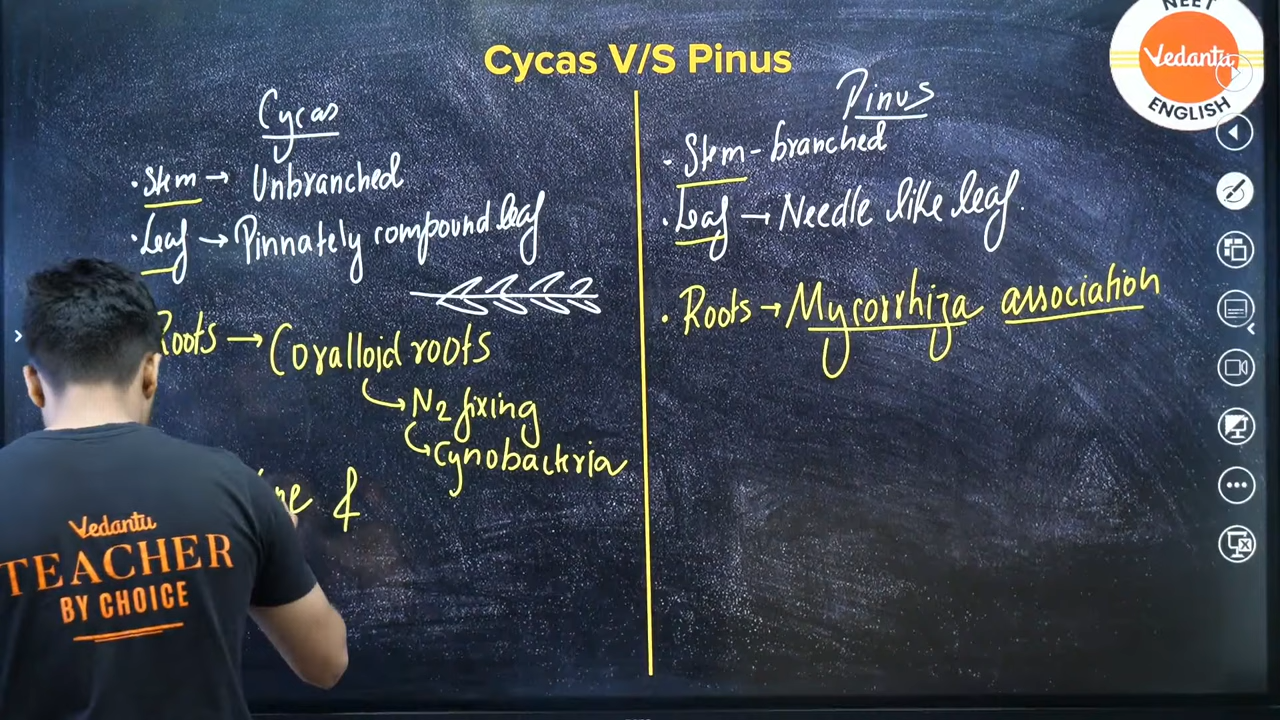 Cycas V/S Pinus
NEET
Vedantu
ENGLISH
Cycas
• Stem → Unbranched
• Leaf → Pinnately compound leaf
Roots → Coralloid roots
N2 fixing
Cynobacteria
&
Pinus
- Stem - branched
• Leaf → Needle like leaf.
• Roots → Mycorrhiza association
Vedantu
TEACHER
BY CHOICE